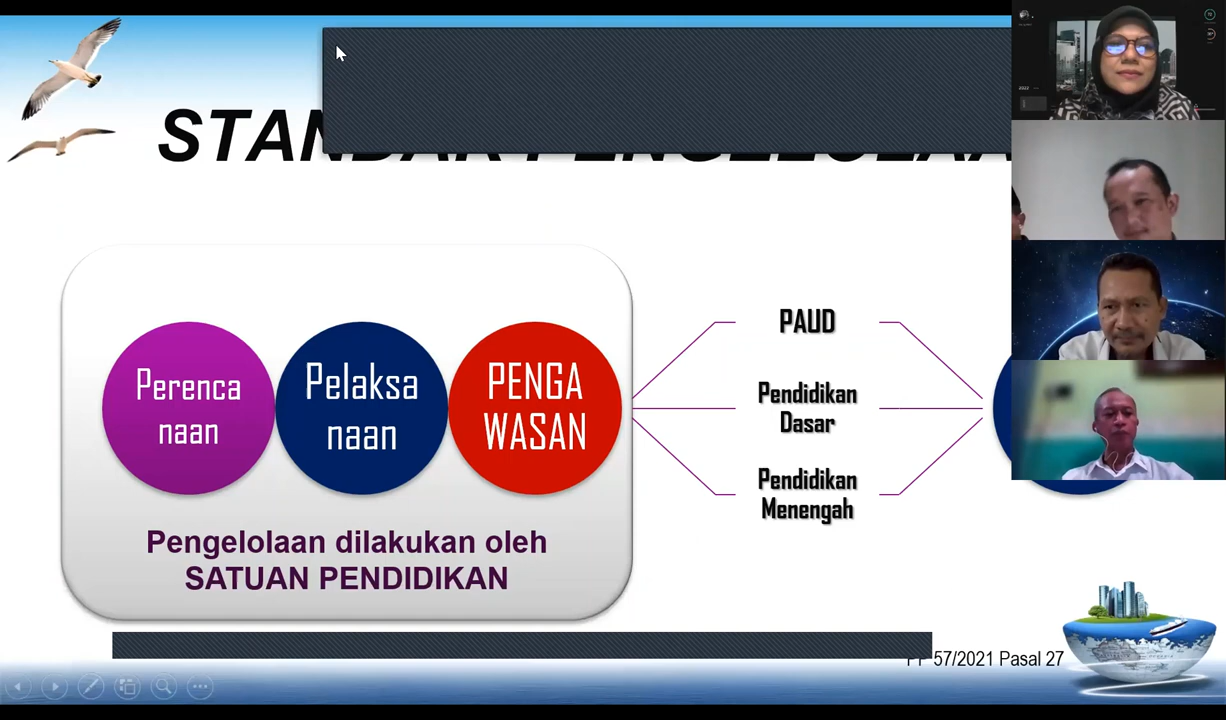 Perenca
naan
Pelaksa
naan
PENGA
WASAN
Pengelolaan dilakukan oleh
SATUAN PENDIDIKAN
PAUD
Pendidikan
Dasar
Pendidikan
Menengah
57/2021 Pasal 27